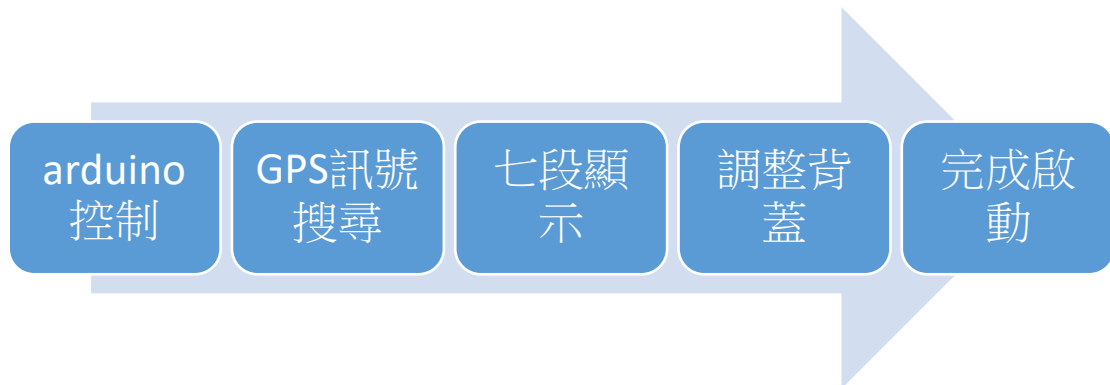 arduino
控制
GPS訊號
搜尋
七段顯
示
調整背
蓋
完成啟
動